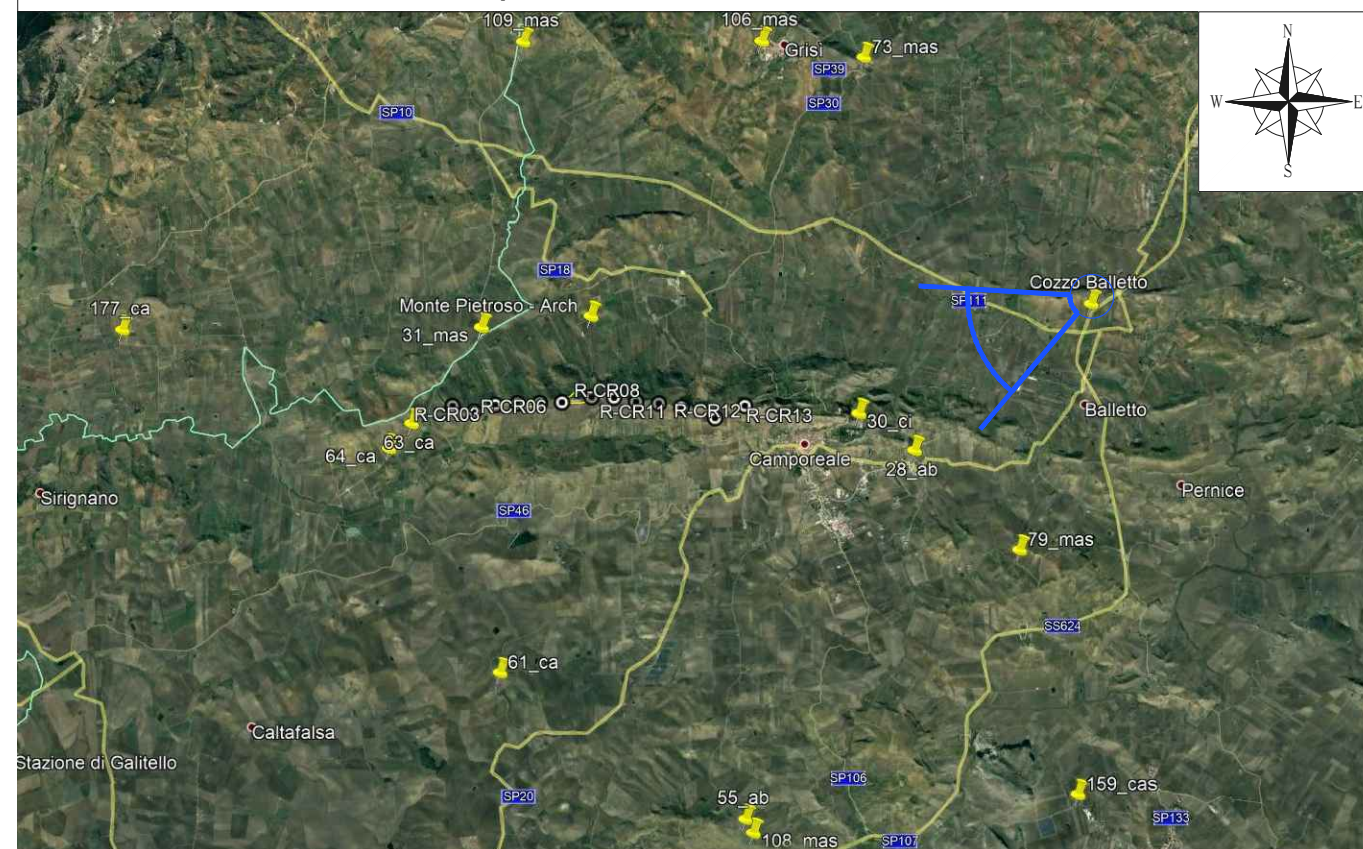 109_mas
106_mas
Grisì
73_mas
N
SP39
SP30
W
E
SP10
S
SP18
Cozzo Balletto
SP111
177_ca
Monte Pietroso - Arch
31_mas
R-CR08
R-CR03
R-CR06
R-CR11
R-CR12
R-CR13
30_ci
Balletto
63_ca
64_ca
Camporeale
28_ab
Sirignano
Pernice
SP46
79_mas
SS624
61_ca
Caltafalsa
Stazione di Galitello
SP106
SP20
159_cas
55_ab
SP133
108_mas
SP107